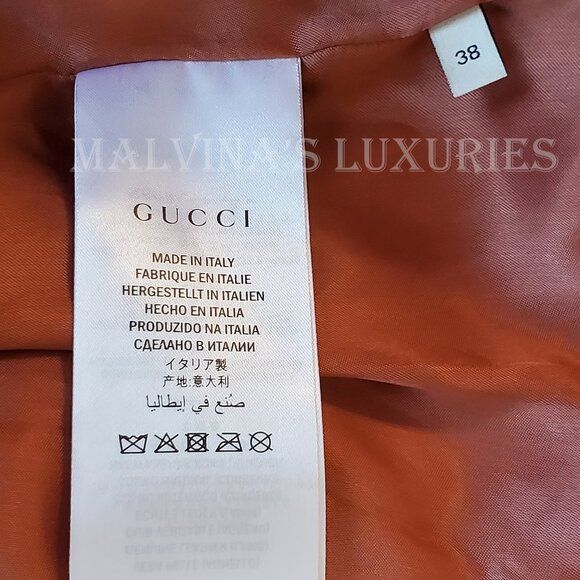 38
MALVINA'S LUXURIES
GUCCI
MADE IN ITALY
FABRIQUE EN ITALIE
HERGESTELLT IN ITALIEN
HECHO EN ITALIA
PRODUZIDO NA ITALIA
СДЕЛАНО В ИТАЛИИ
イタリア製
产地:意大利
صُنع في إيطاليا